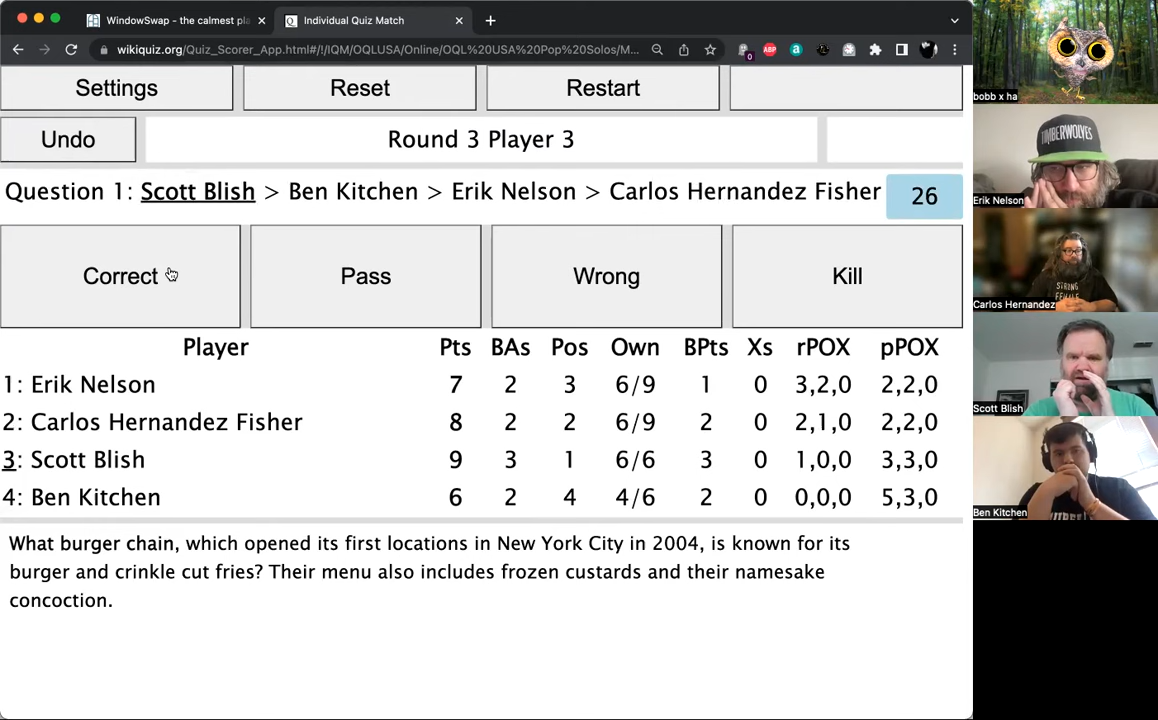 WindowSwap - the calmest pl
Individual Quiz Match
wikiquiz.org/Quiz_Scorer_App.html#/!/IQM/OQLUSA/Online/OQL%20USA%20Pop%20Solos/M...
0
ABP
a
Settings Reset Restart
Undo Round 3 Player 3
Question 1: Scott Blish > Ben Kitchen > Erik Nelson > Carlos Hernandez Fisher 26
Correct Pass Wrong Kill
Player Pts BAs Pos Own BPts Xs rPOX pPOX
1: Erik Nelson 7 2 3 6/9 1 0 3,2,0 2,2,0
2: Carlos Hernandez Fisher 8 2 2 6/9 2 0 2,1,0 2,2,0
3: Scott Blish 9 3 1 6/6 3 0 1,0,0 3,3,0
4: Ben Kitchen 6 2 4 4/6 2 0 0,0,0 5,3,0
What burger chain, which opened its first locations in New York City in 2004, is known for its
burger and crinkle cut fries? Their menu also includes frozen custards and their namesake
concoction.
bobb x ha
TIMBERWOLVES
Erik Nelson
STRONG
Carlos Hernandez
Scott Blish
Ben Kitchen